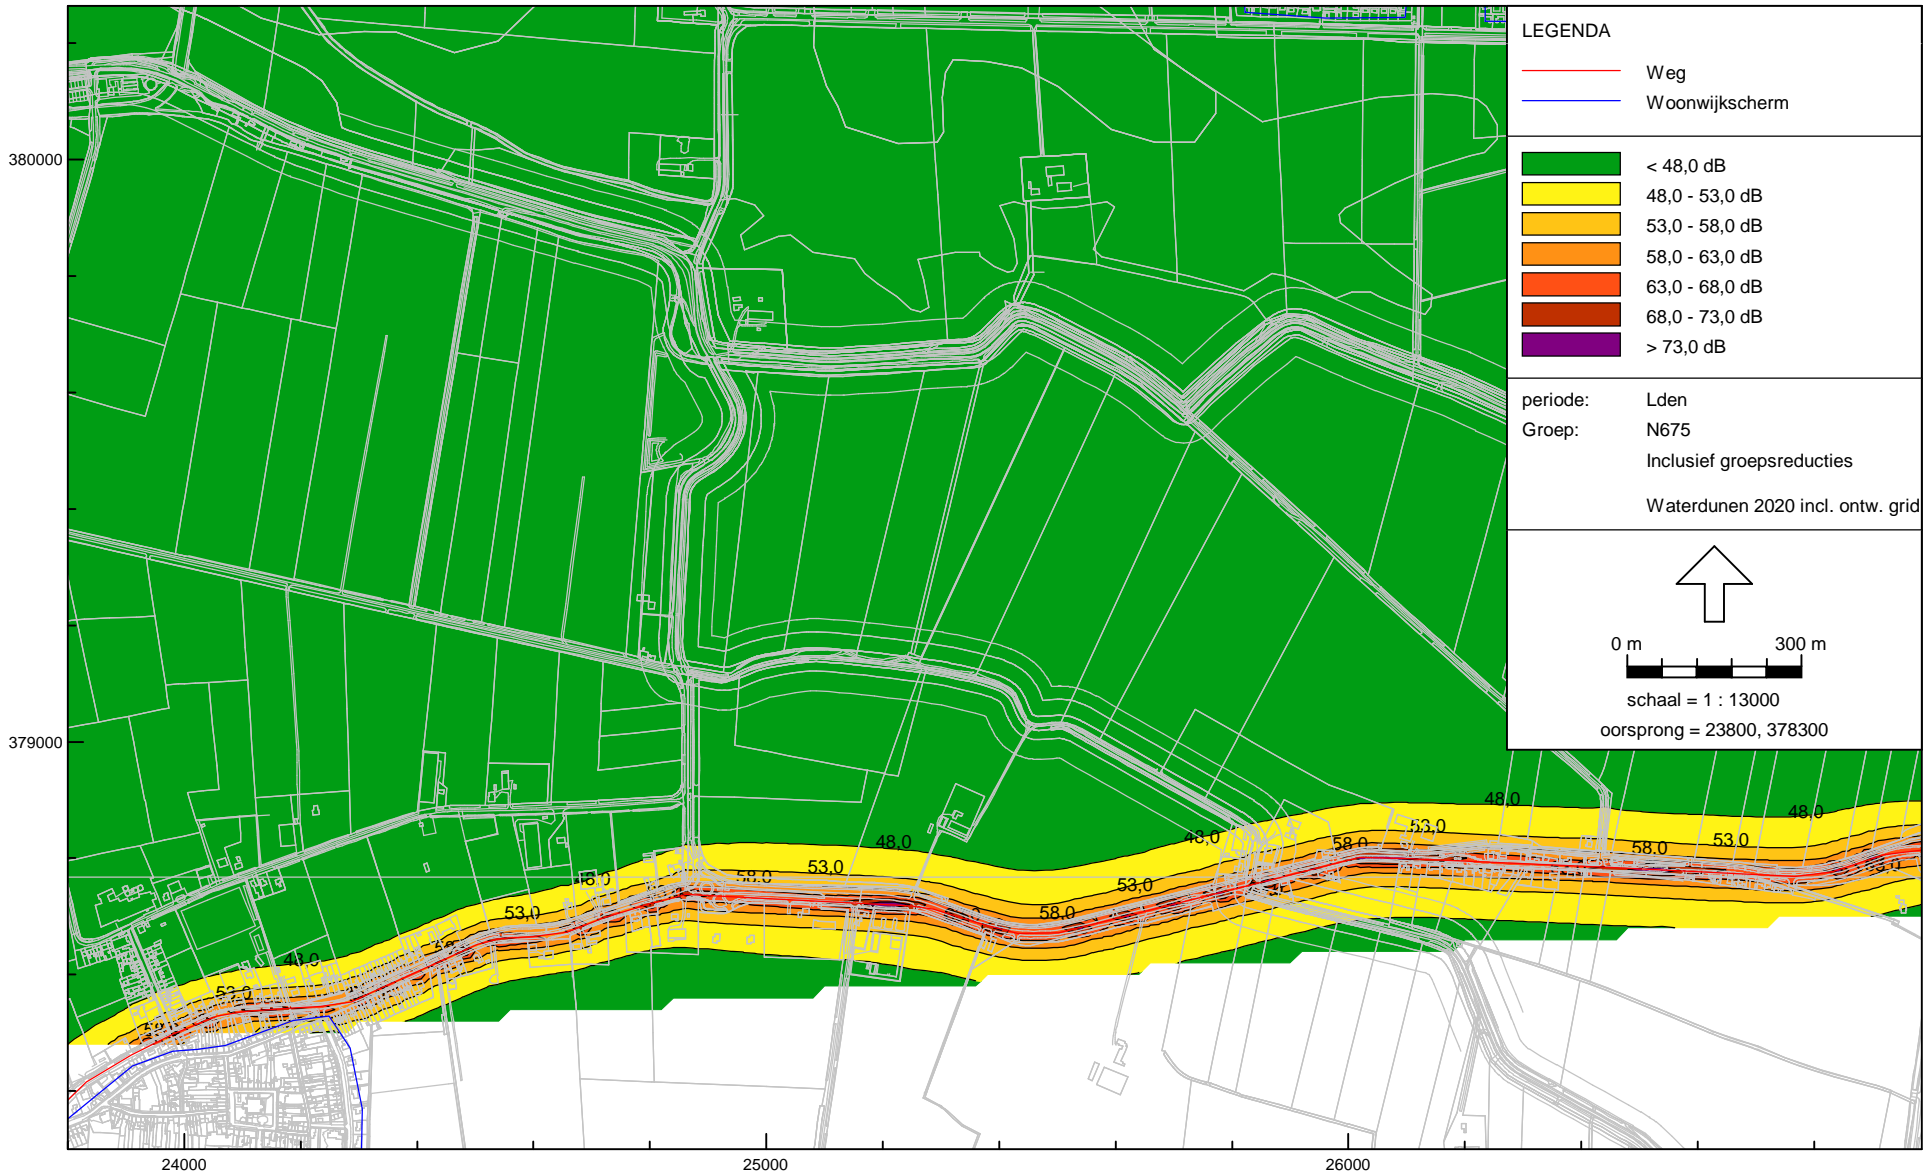 LEGENDA
Weg
Woonwijkscherm
< 48,0 dB
48,0 - 53,0 dB
53,0 - 58,0 dB
58,0 - 63,0 dB
63,0 - 68,0 dB
68,0 - 73,0 dB
> 73,0 dB
periode: Lden
Groep: N675
Inclusief groepsreducties
Waterdunen 2020 incl. ontw. grid
0 m 300 m
schaal = 1 : 13000
oorsprong = 23800, 378300
380000
379000
48,0
48,0
53,0
53,0
58,0
58,0
48,0
48,0
53,0
58,0
53,0
58,0
48,0
53,0
48,0
53,0
24000
25000
26000